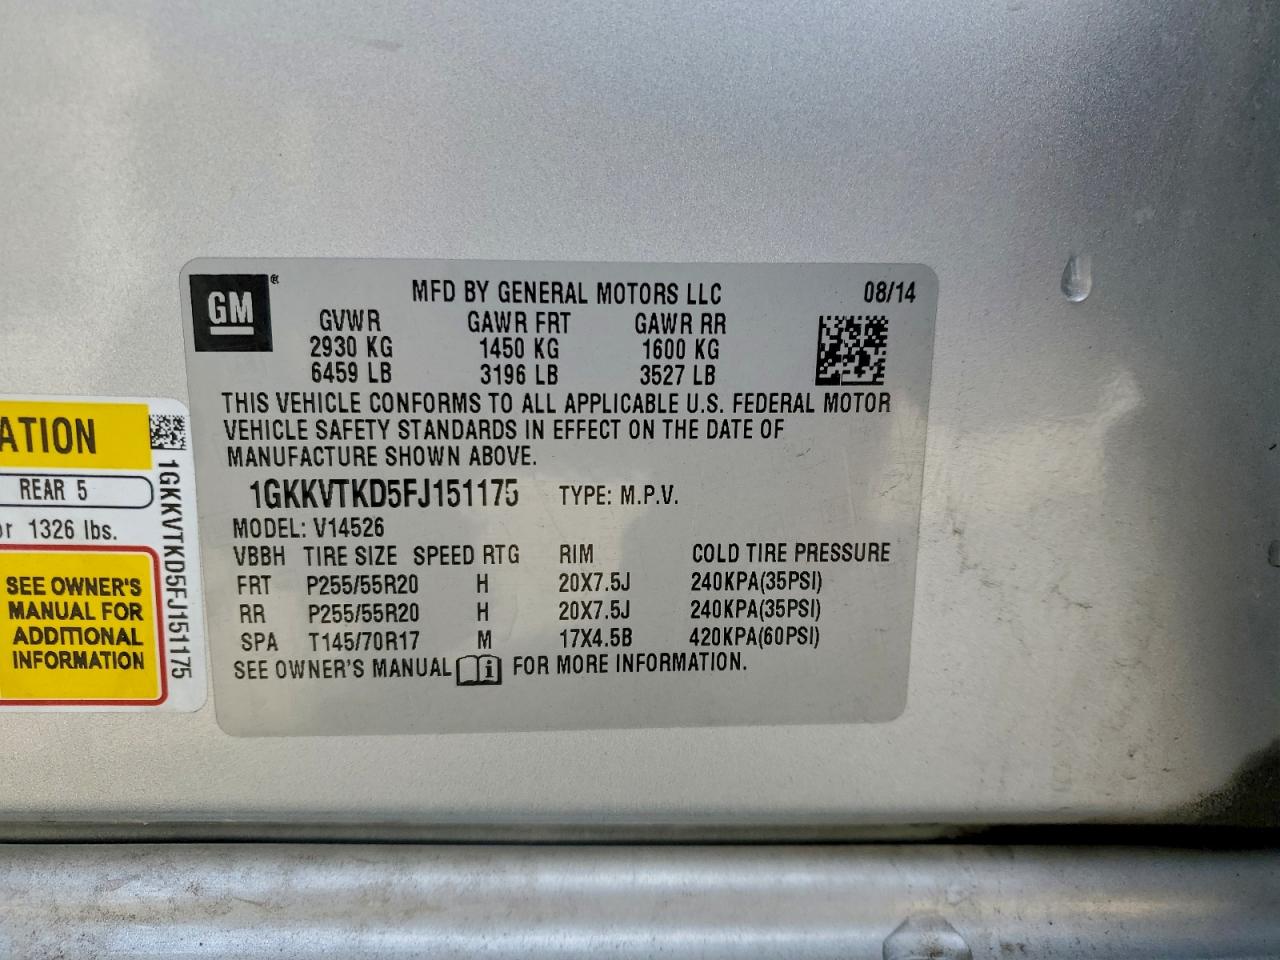 GM ®
MFD BY GENERAL MOTORS LLC 08/14
GVWR GAWR FRT GAWR RR
2930 KG 1450 KG 1600 KG
6459 LB 3196 LB 3527 LB
THIS VEHICLE CONFORMS TO ALL APPLICABLE U.S. FEDERAL MOTOR
VEHICLE SAFETY STANDARDS IN EFFECT ON THE DATE OF
MANUFACTURE SHOWN ABOVE.
1GKKVTKD5FJ151175 TYPE: M.P.V.
MODEL: V14526
VBBH TIRE SIZE SPEED RTG RIM COLD TIRE PRESSURE
FRT P255/55R20 H 20X7.5J 240KPA(35PSI)
RR P255/55R20 H 20X7.5J 240KPA(35PSI)
SPA T145/70R17 M 17X4.5B 420KPA(60PSI)
SEE OWNER'S MANUAL i FOR MORE INFORMATION.
ATION
REAR 5
or 1326 lbs.
SEE OWNER'S
MANUAL FOR
ADDITIONAL
INFORMATION
1GKKVTKD5FJ151175